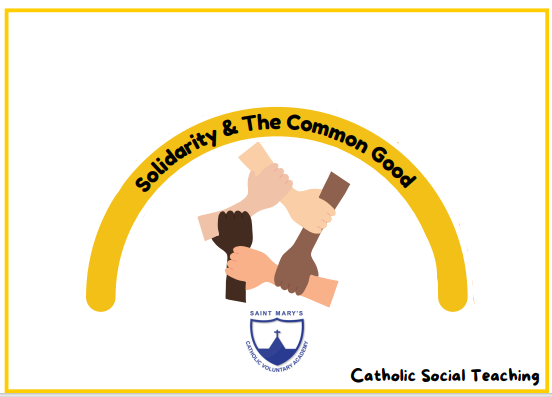 Solidarity & The Common Good
SAINT MARY'S
CATHOLIC VOLUNTARY ACADEMY
Catholic Social Teaching